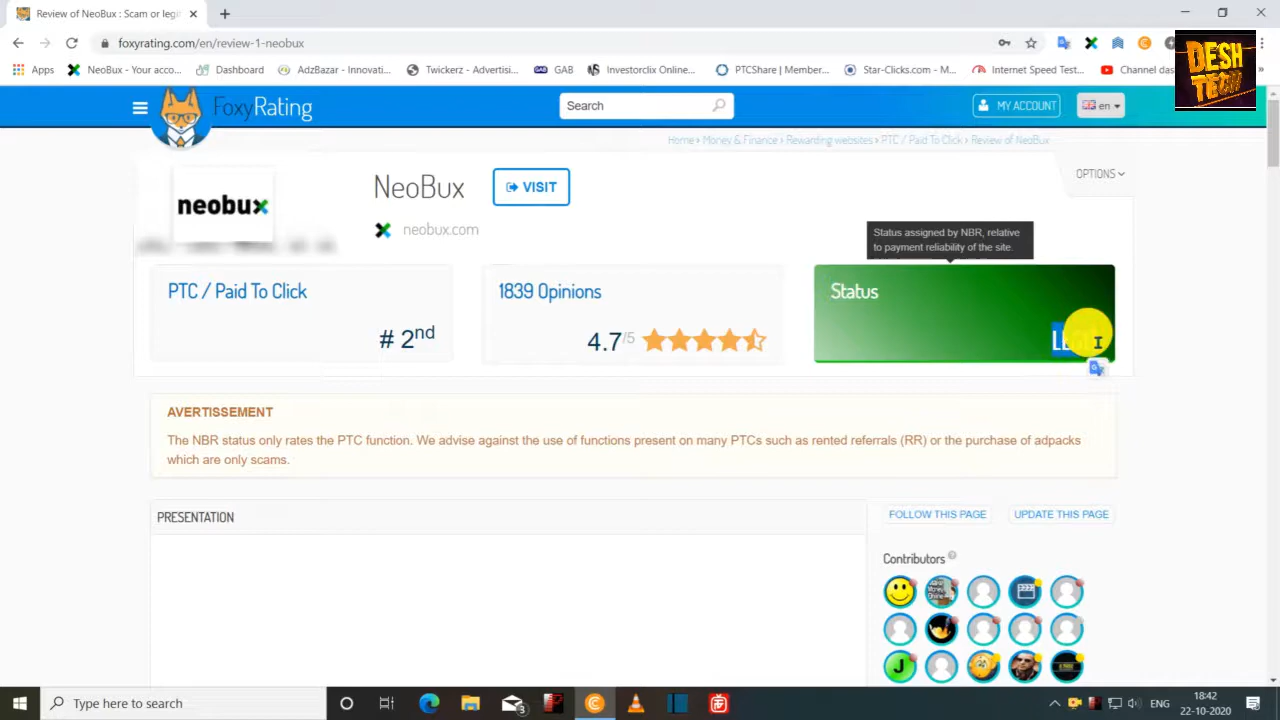 Review of NeoBux : Scam or legi
foxyrating.com/en/review-1-neobux
Apps
NeoBux - Your acco...
Dashboard
AdzBazar - Innovati...
Twickerz - Advertisi...
GAB
Investorclix Onlin...
PTCShare | Member...
Star-Clicks.com - M...
Internet Speed Test...
Channel das
DESH
TECH
FoxyRating
Search
MY ACCOUNT
en
Home > Money & Finance > Rewarding websites > PTC / Paid To Click > Review of NeoBux
OPTIONS
neobux
NeoBux
VISIT
neobux.com
Status assigned by NBR, relative
to payment reliability of the site.
PTC / Paid To Click
# 2nd
1839 Opinions
4.7/5
Status
AVERTISSEMENT
The NBR status only rates the PTC function. We advise against the use of functions present on many PTCs such as rented referrals (RR) or the purchase of adpacks
which are only scams.
PRESENTATION
FOLLOW THIS PAGE
UPDATE THIS PAGE
Contributors
J
Type here to search
3
ENG
18:42
22-10-2020